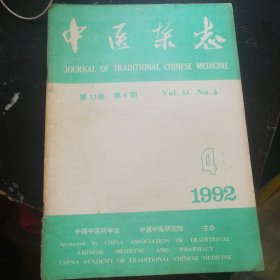 中医杂志
JOURNAL OF TRADITIONAL CHINESE MEDICINE
第33卷 第4期 Vol. 33 No. 4
4
1992
中国中医药学会 中国中医研究院 主办
Sponsored by CHINA ASSOCIATION OF TRADITIONAL
CHINESE MEDICINE AND PHARMACY
CHINA ACADEMY OF TRADITIONAL CHINESE MEDICINE